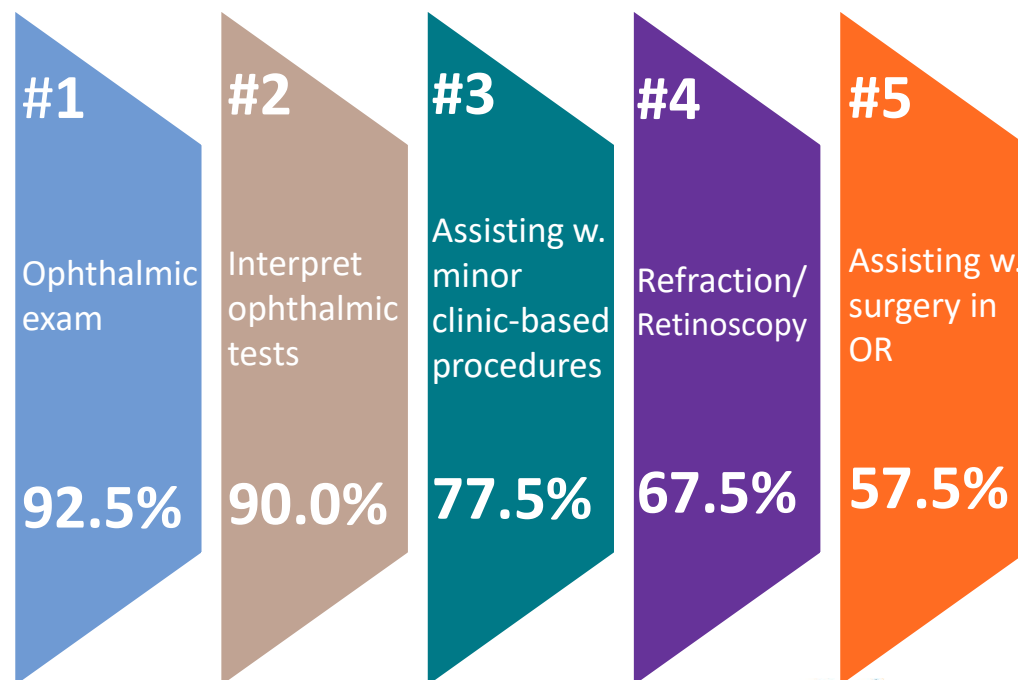 #1
Ophthalmic
exam
92.5%
#2
Interpret
ophthalmic
tests
90.0%
#3
Assisting w.
minor
clinic-based
procedures
77.5%
#4
Refraction/
Retinoscopy
67.5%
#5
Assisting w.
surgery in
OR
57.5%